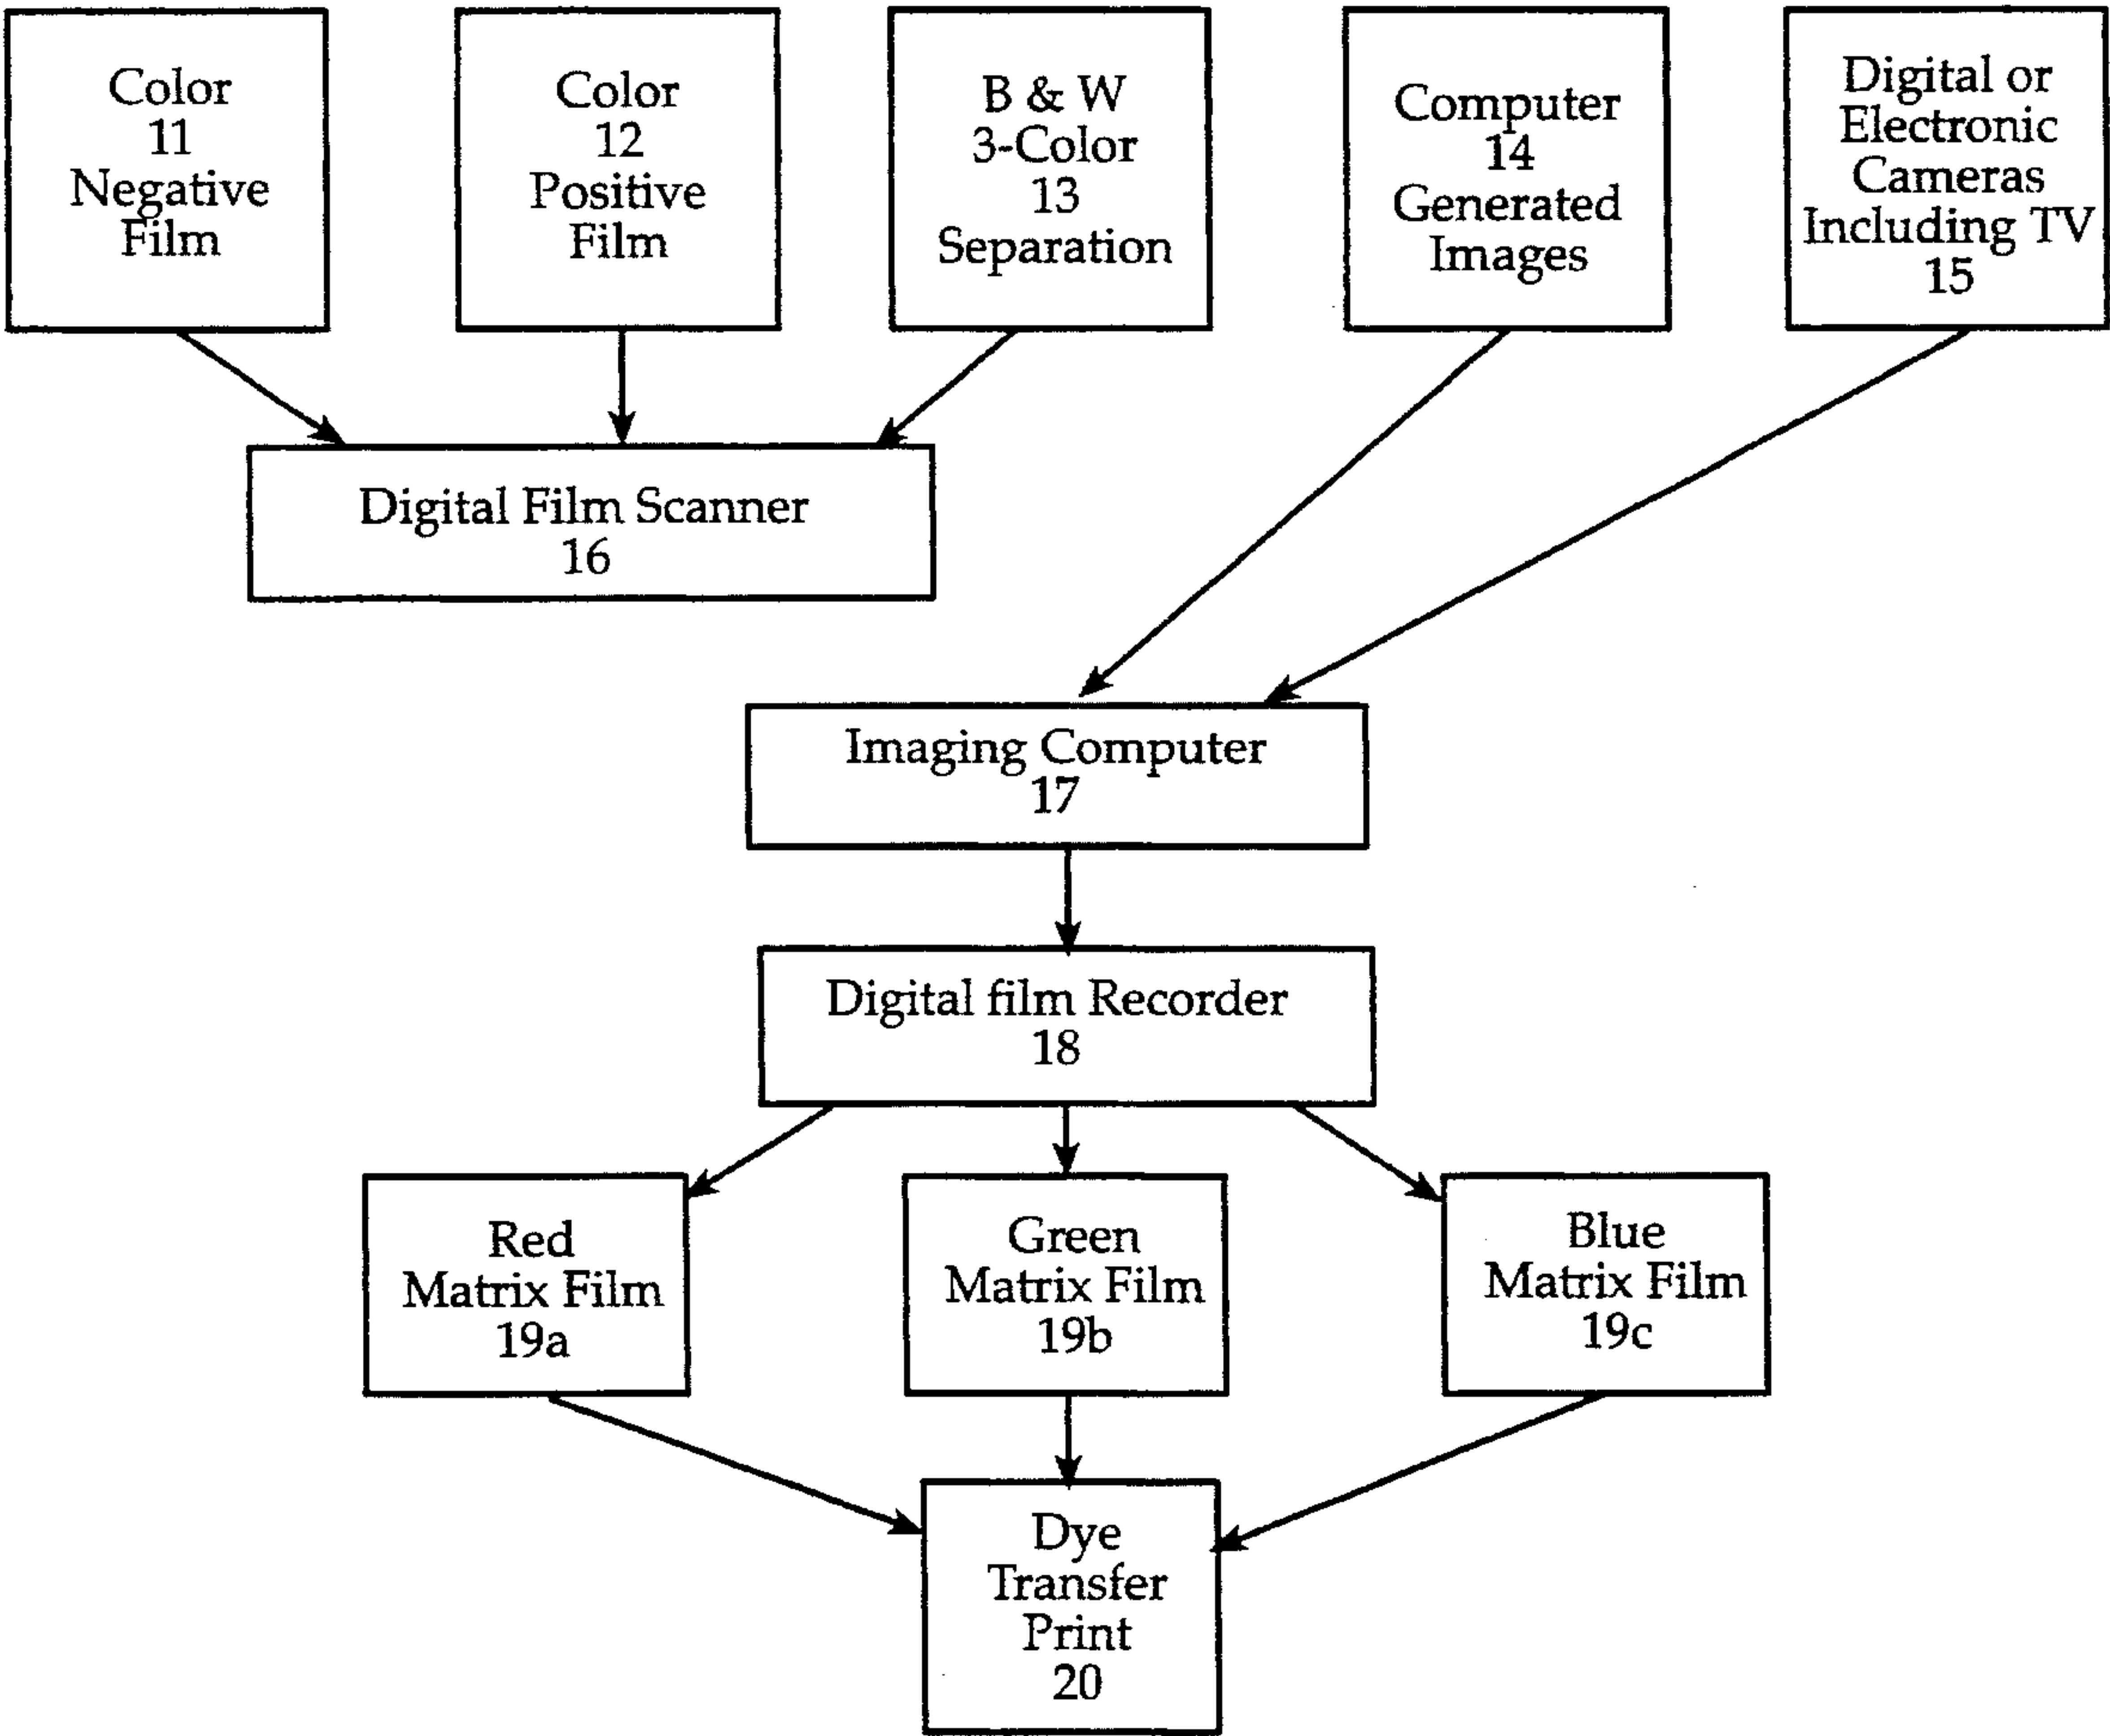 Color
11
Negative
Film
Color
12
Positive
Film
B & W
3-Color
13
Separation
Computer
14
Generated
Images
Digital or
Electronic
Cameras
Including TV
15
Digital Film Scanner
16
Imaging Computer
17
Digital film Recorder
18
Red
Matrix Film
19a
Green
Matrix Film
19b
Blue
Matrix Film
19c
Dye
Transfer
Print
20